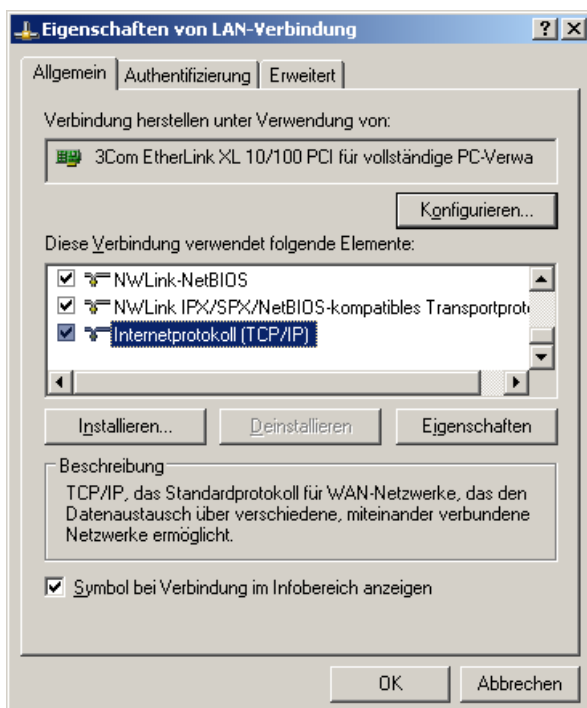 Eigenschaften von LAN-Verbindung
Allgemein Authentifizierung Erweitert
Verbindung herstellen unter Verwendung von:
3Com EtherLink XL 10/100 PCI für vollständige PC-Verwa
Konfigurieren...
Diese Verbindung verwendet folgende Elemente:
NWLink-NetBIOS
NWLink IPX/SPX/NetBIOS-kompatibles Transportproto
Internetprotokoll (TCP/IP)
Installieren... Deinstallieren Eigenschaften
Beschreibung
TCP/IP, das Standardprotokoll für WAN-Netzwerke, das den
Datenaustausch über verschiedene, miteinander verbundene
Netzwerke ermöglicht.
Symbol bei Verbindung im Infobereich anzeigen
OK Abbrechen